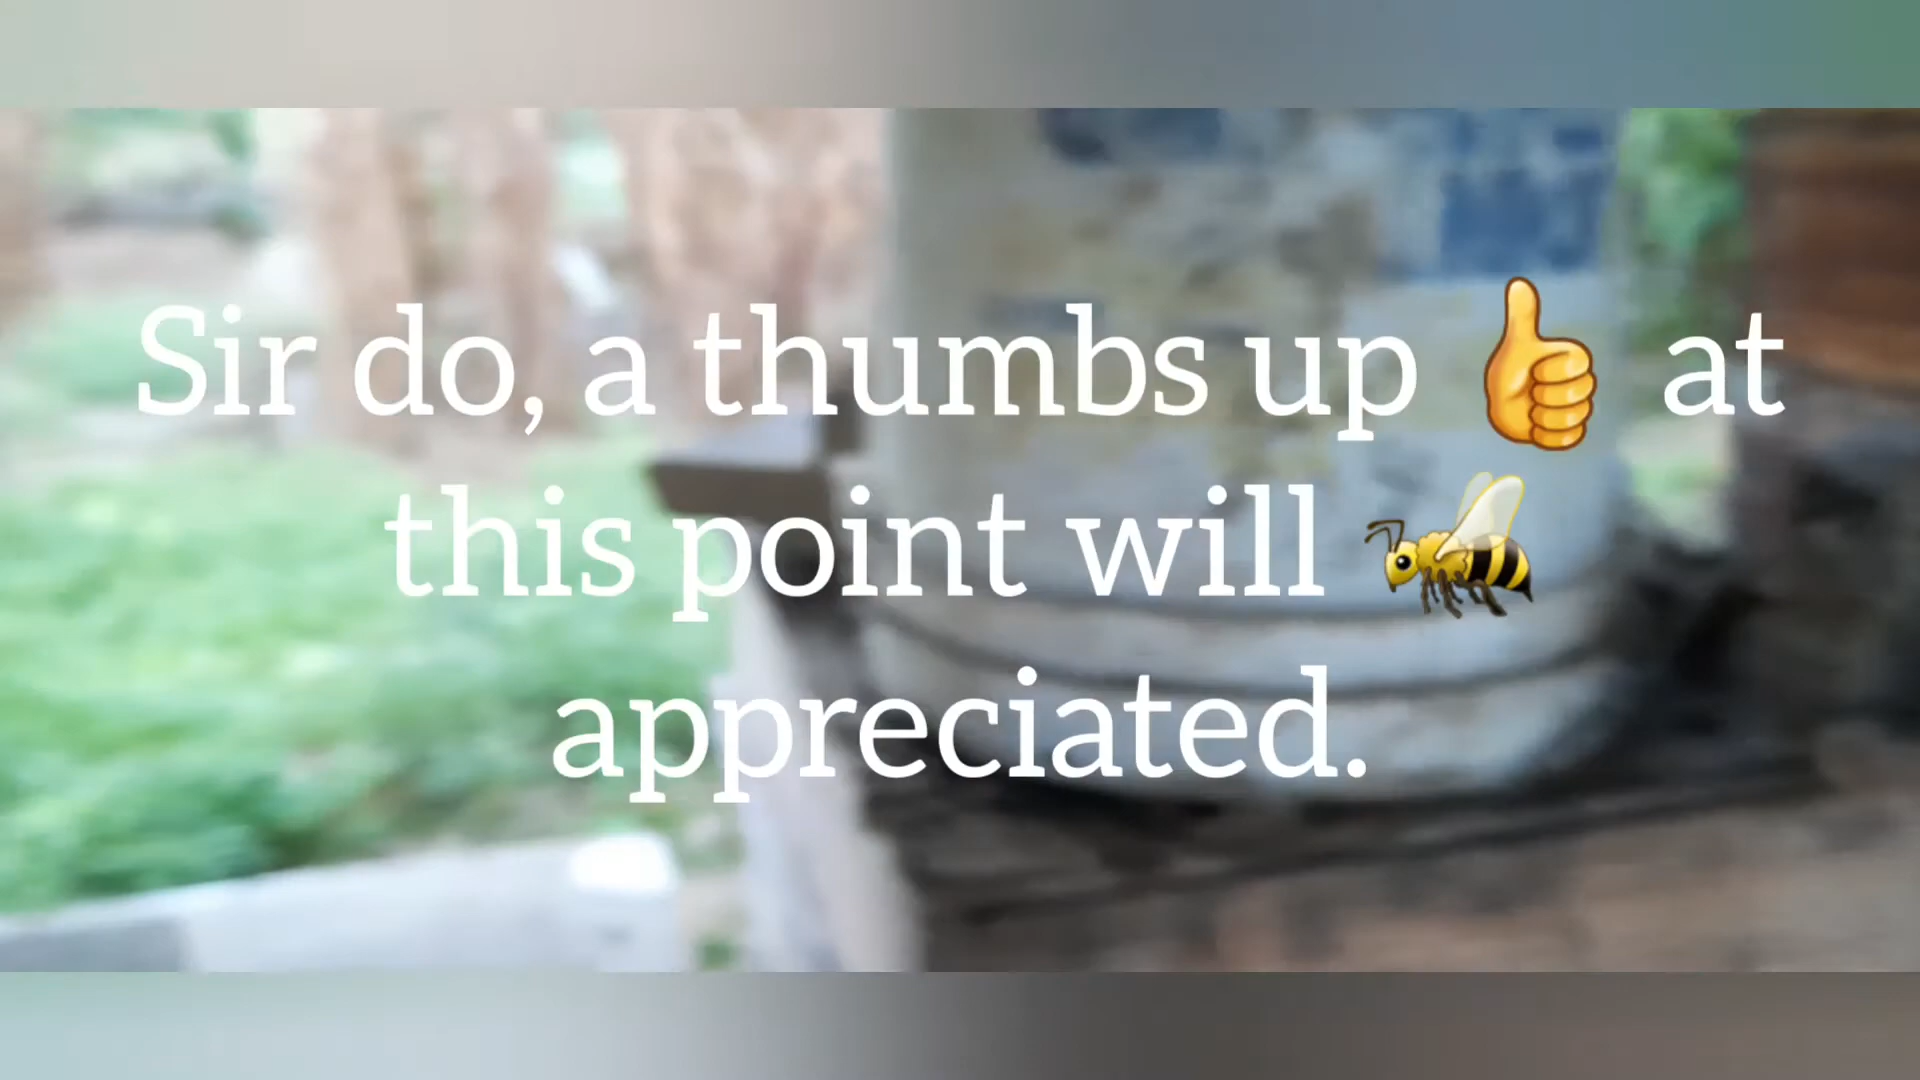 Sir do, a thumbs up 👍 at
this point will 🐝
appreciated.